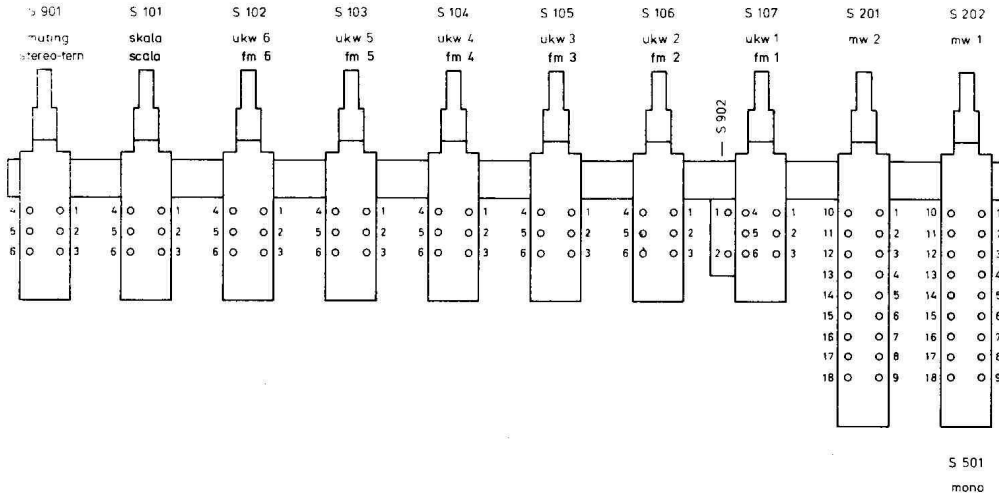 S 901 S 101 S 102 S 103 S 104 S 105 S 106 S 107 S 201 S 202
muting skala ukw 6 ukw 5 ukw 4 ukw 3 ukw 2 ukw 1 mw 2 mw 1
stereo-fern scala fm 6 fm 5 fm 4 fm 3 fm 2 fm 1
S 902
4 1 4 1 4 1 4 1 4 1 4 1 4 1 1 4 1 10 1 10 1
5 2 5 2 5 2 5 2 5 2 5 2 5 2 5 2 11 2 11
6 3 6 3 6 3 6 3 6 3 6 3 6 3 2 6 3 12 3 12 3
13 4 13 4
14 5 14 5
15 6 15 6
16 7 16 7
17 8 17 8
18 9 18 9
S 501
mono